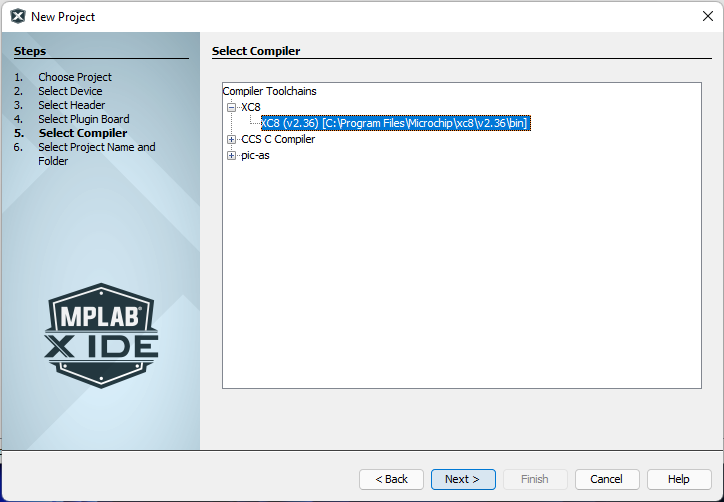 New Project
Steps
1. Choose Project
2. Select Device
3. Select Header
4. Select Plugin Board
5. Select Compiler
6. Select Project Name and
Folder
MPLAB®
X IDE
Select Compiler
Compiler Toolchains
XC8
XC8 (v2.36) [C:\Program Files\Microchip\xc8\v2.36\bin]
CCS C Compiler
pic-as
< Back
Next >
Finish
Cancel
Help